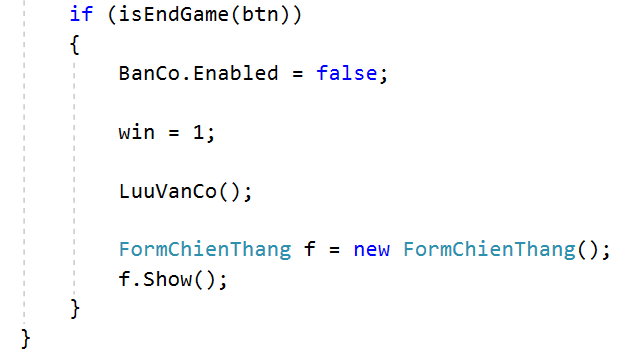 if (isEndGame(btn))
{
BanCo.Enabled = false;
win = 1;
LuuVanCo();
FormChienThang f = new FormChienThang();
f.Show();
}
}